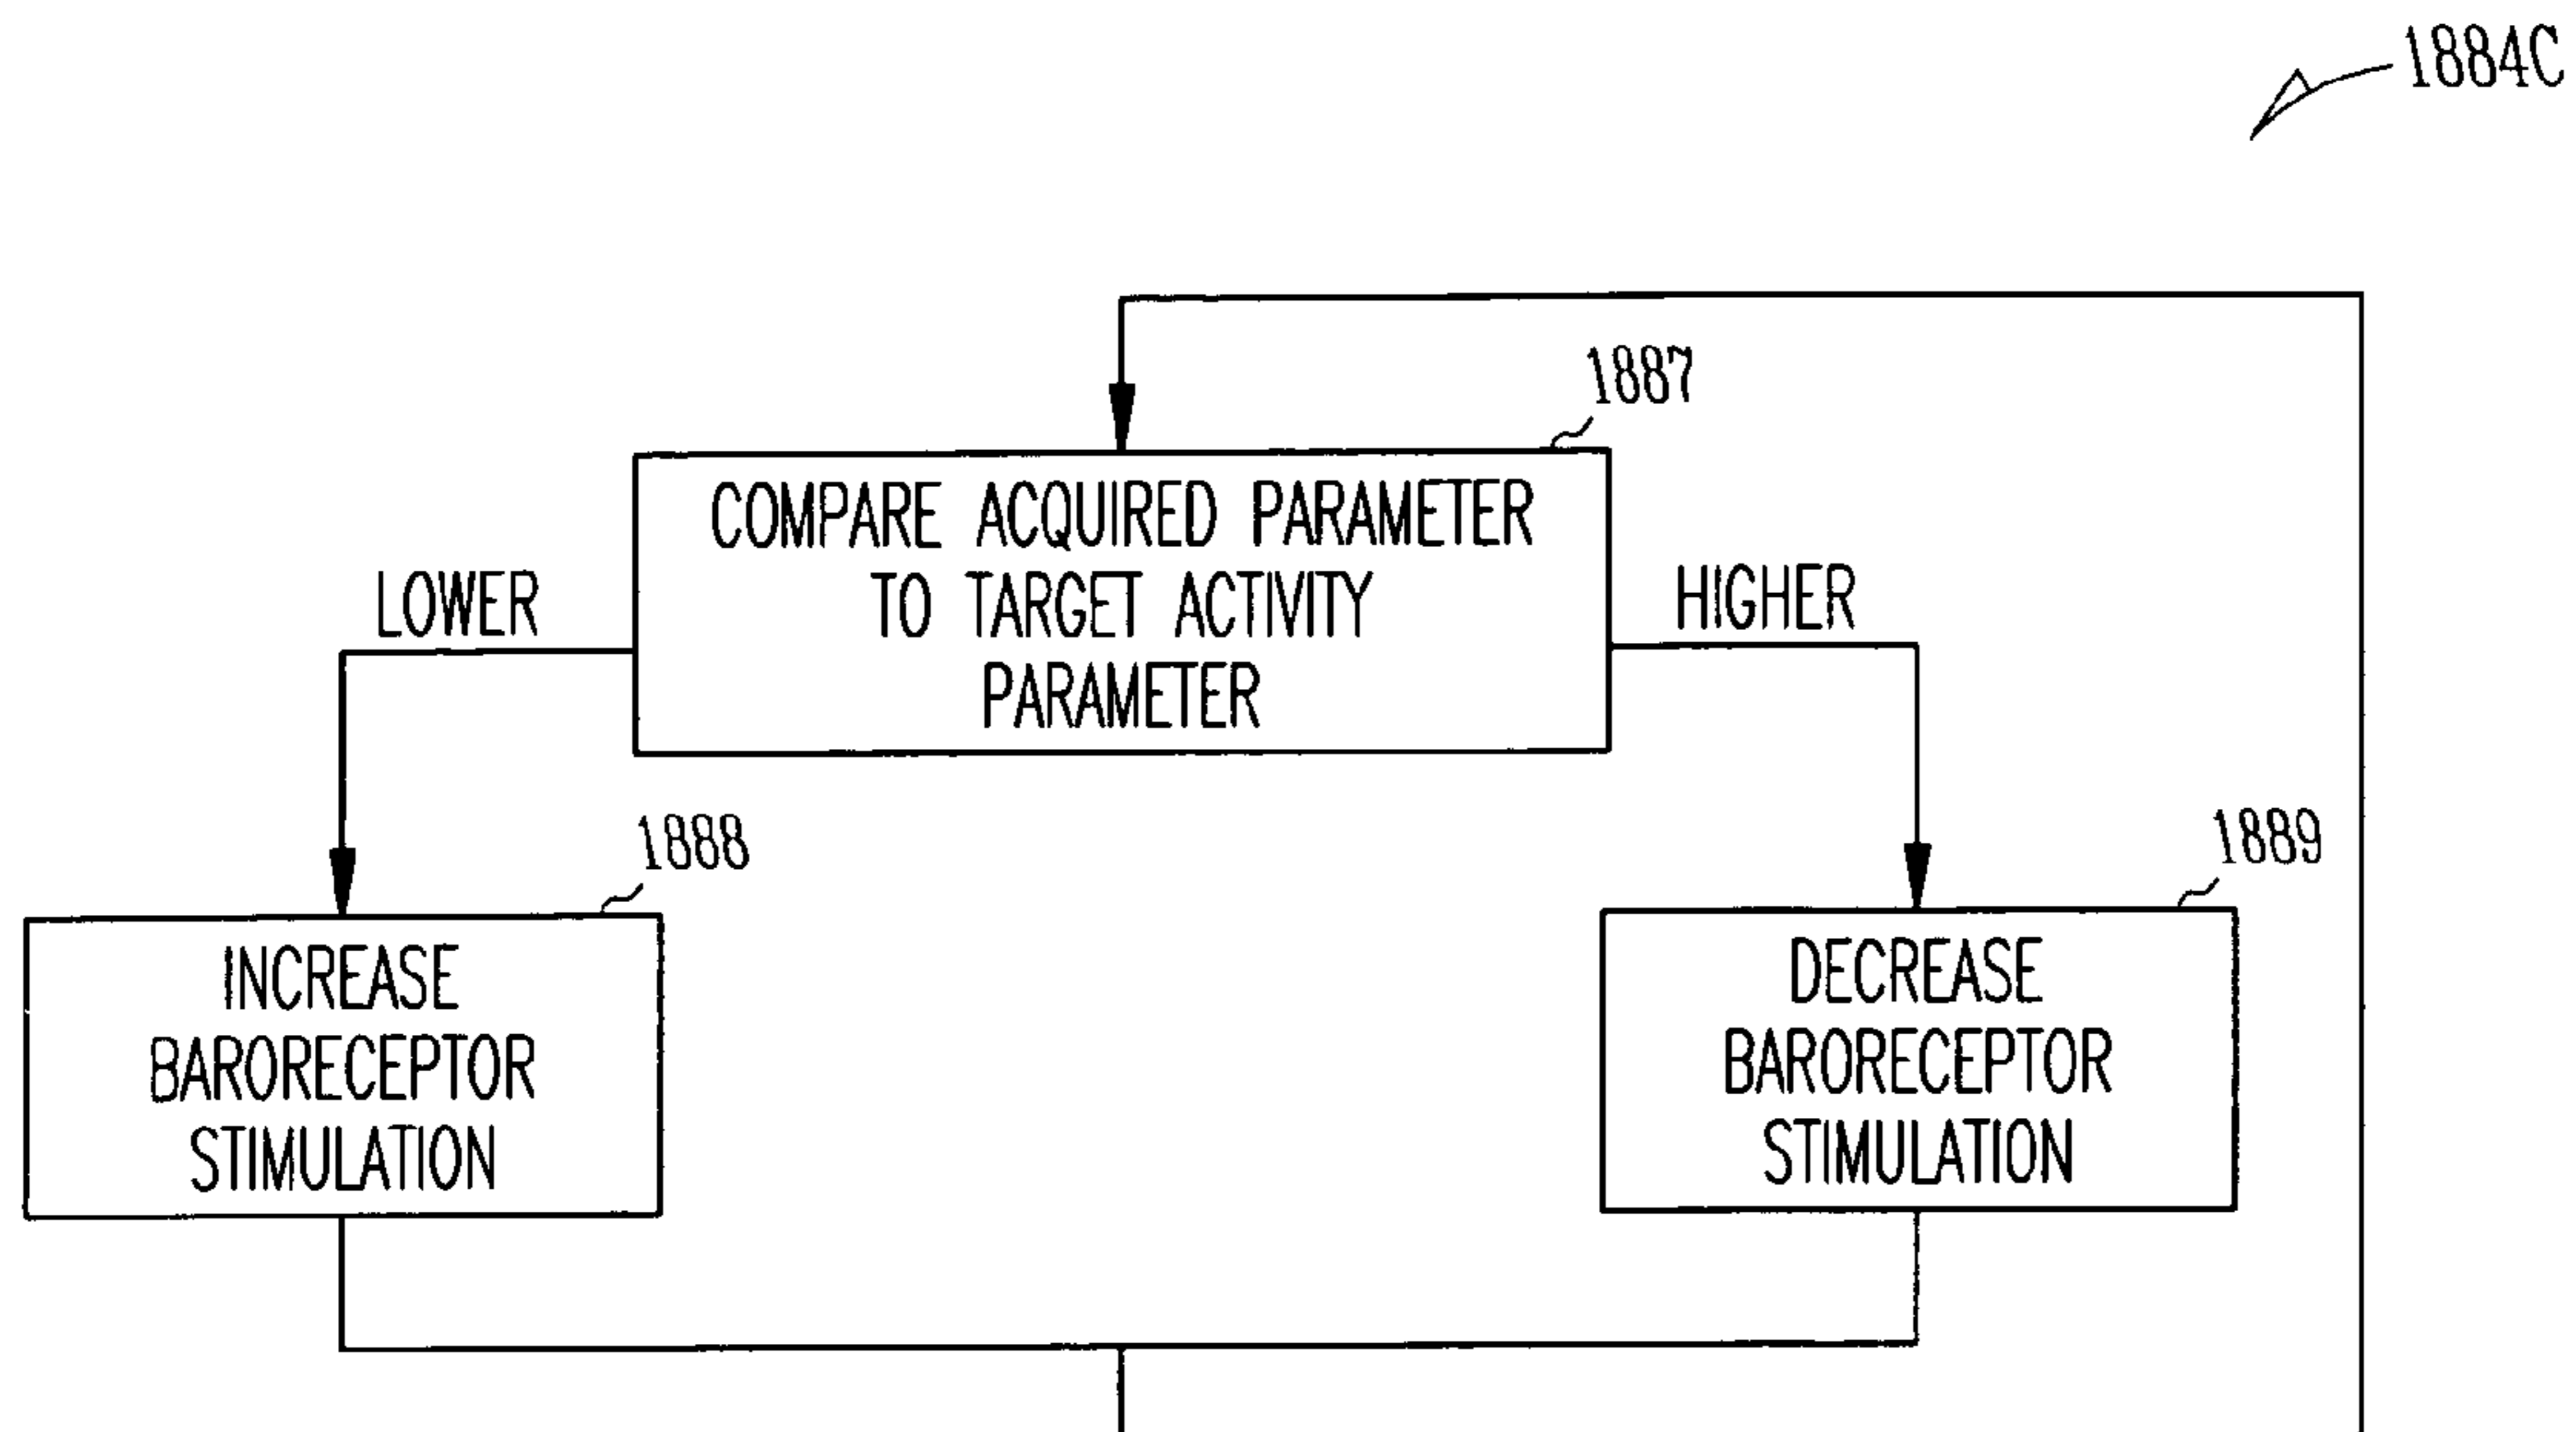 1884C
1887
COMPARE ACQUIRED PARAMETER
TO TARGET ACTIVITY
PARAMETER
LOWER
HIGHER
1888
INCREASE
BARORECEPTOR
STIMULATION
1889
DECREASE
BARORECEPTOR
STIMULATION